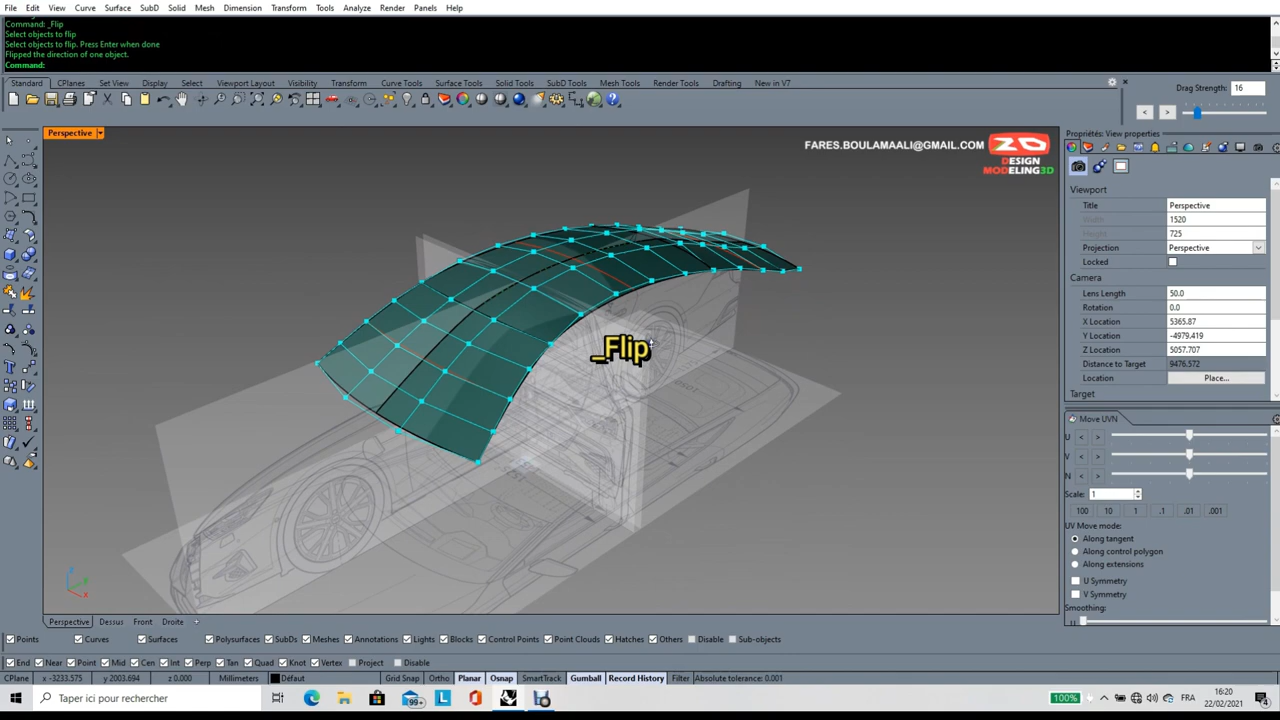 File Edit View Curve Surface SubD Solid Mesh Dimension Transform Tools Analyze Render Panels Help
Command: _Flip
Select objects to flip
Select objects to flip. Press Enter when done
Flipped the direction of one object.
Command:
Standard CPlanes Set View Display Select Viewport Layout Visibility Transform Curve Tools Surface Tools Solid Tools SubD Tools Mesh Tools Render Tools Drafting New in V7
Drag Strength: 16
< >
Perspective
FARES.BOULAMAALI@GMAIL.COM
DESIGN
MODELING3D
Propriétés: View properties
Viewport
Title Perspective
Width 1520
Height 725
Projection Perspective
Locked
Camera
Lens Length 50.0
Rotation 0.0
X Location 5365.87
Y Location -4979.419
Z Location 5057.707
Distance to Target 9476.572
Location Place...
Target
_Flip
Move UVN
U < >
V < >
N < >
Scale: 1
100 10 1 .1 .01 .001
UV Move mode:
Along tangent
Along control polygon
Along extensions
U Symmetry
V Symmetry
Smoothing:
z y x
Perspective Dessus Front Droite
Points Curves Surfaces Polysurfaces SubDs Meshes Annotations Lights Blocks Control Points Point Clouds Hatches Others Disable Sub-objects
End Near Point Mid Cen Int Perp Tan Quad Knot Vertex Project Disable
CPlane x -3233.575 y 2003.694 z 0.000 Millimeters Défaut Grid Snap Ortho Planar Osnap SmartTrack Gumball Record History Filter Absolute tolerance: 0.001
Taper ici pour rechercher 99+ 100% FRA 16:20
22/02/2021 4